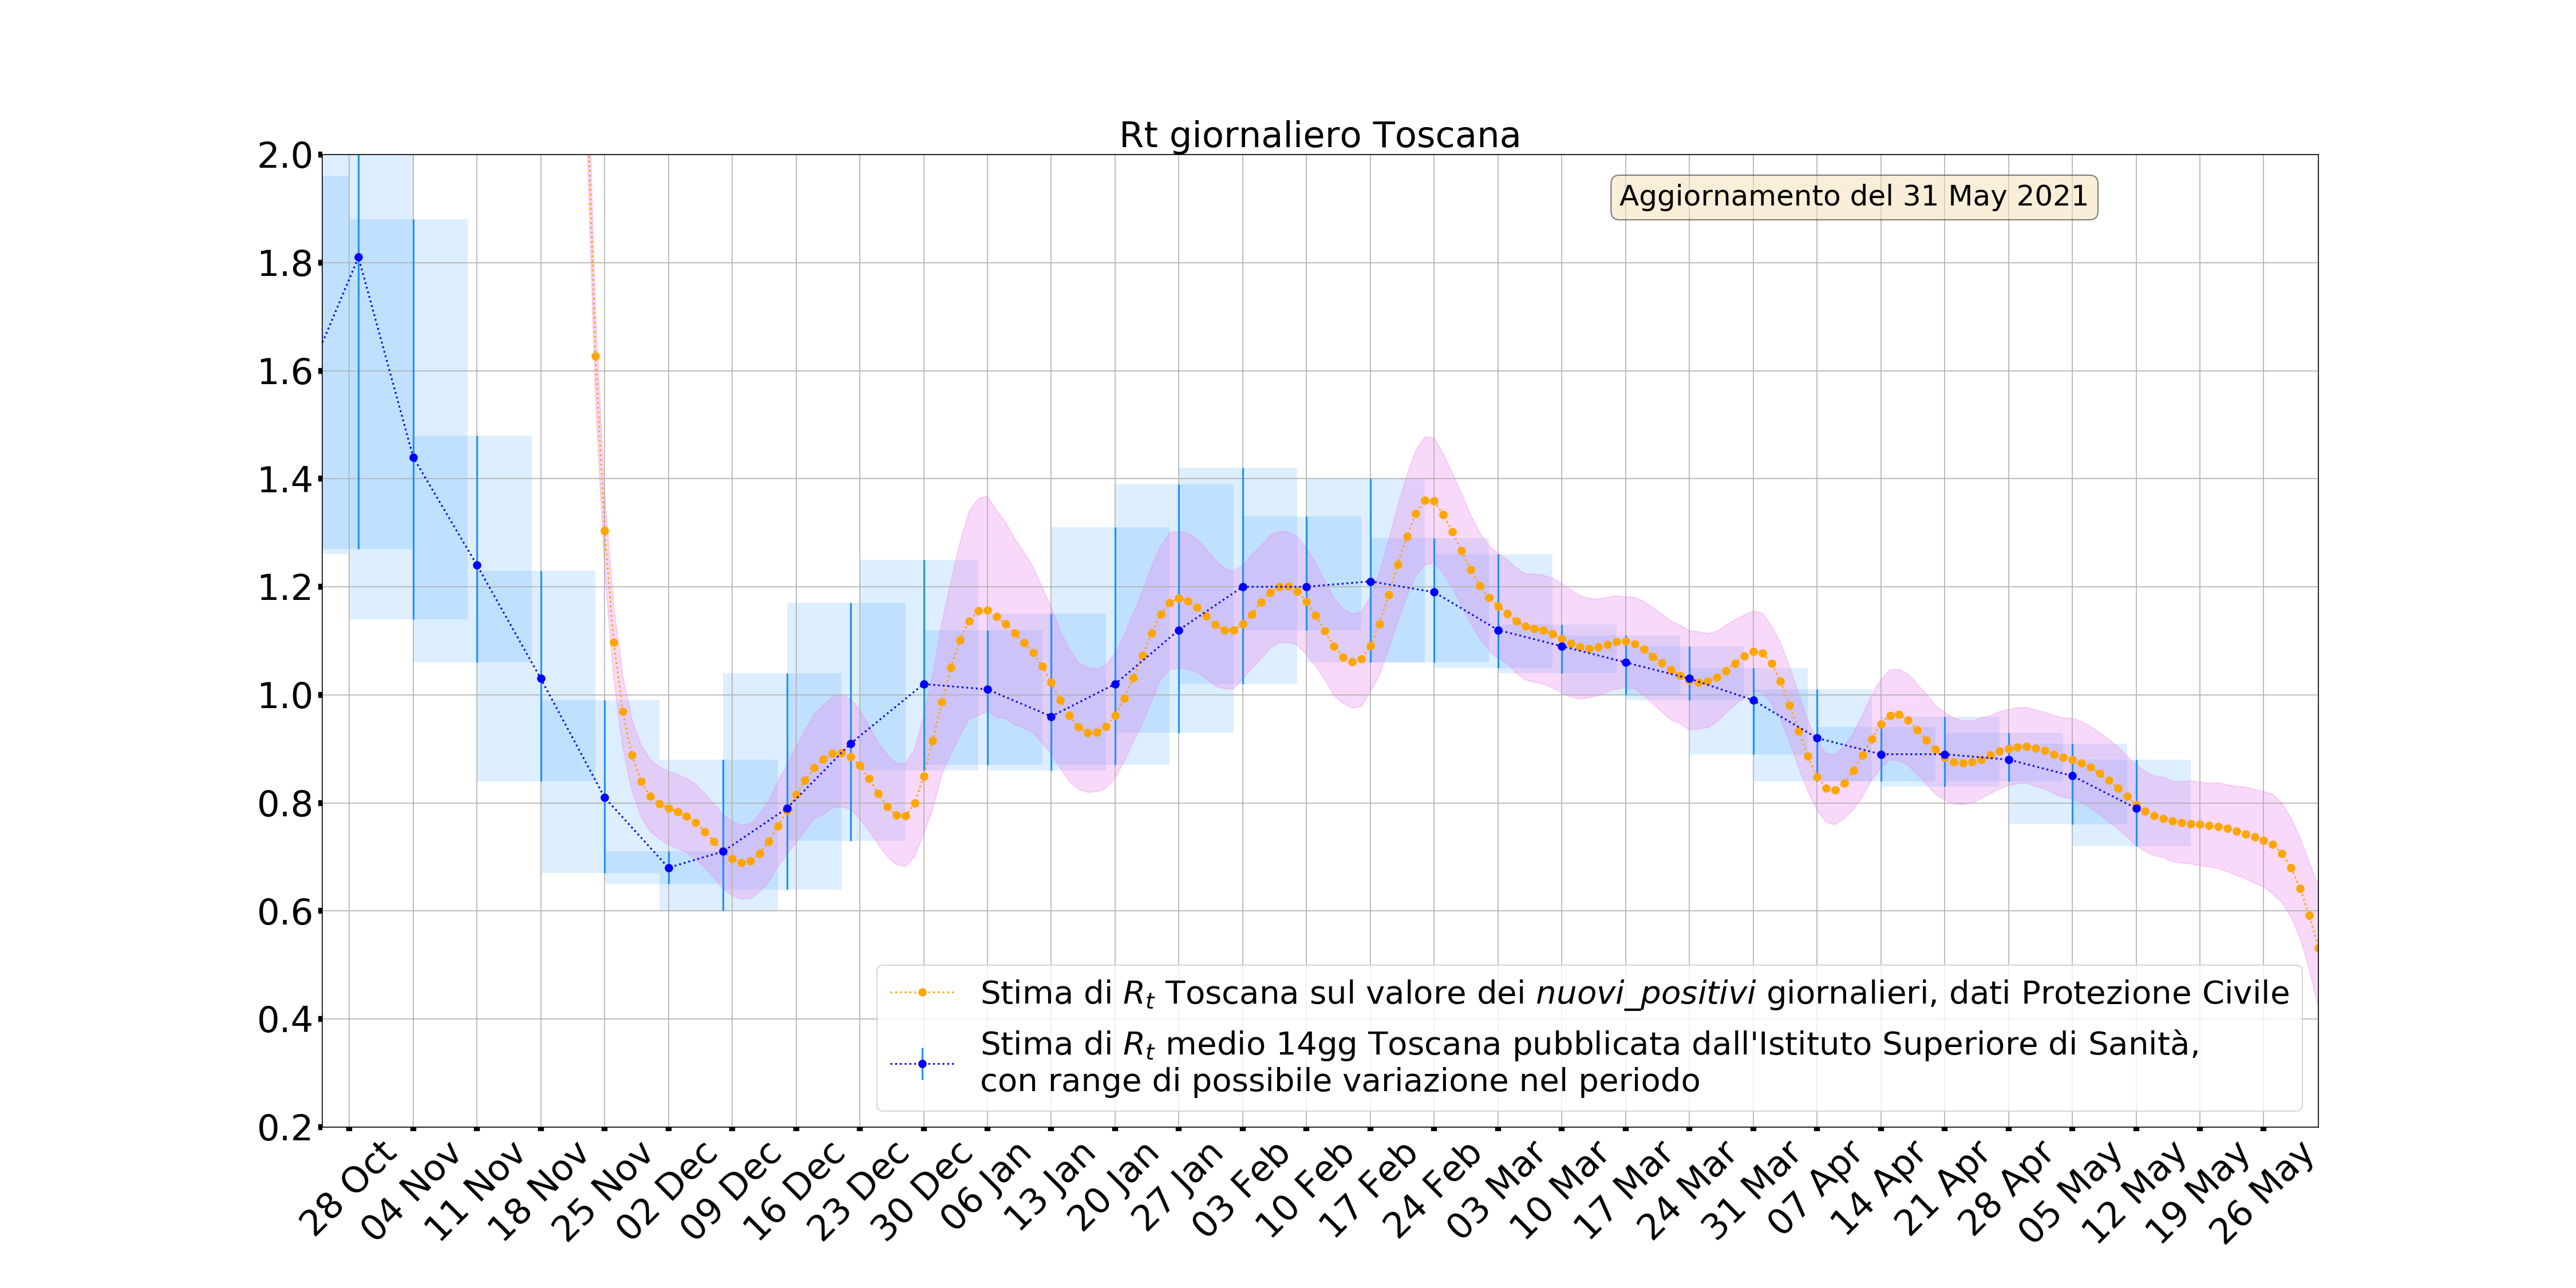 Rt giornaliero Toscana
Aggiornamento del 31 May 2021
2.0
1.8
1.6
1.4
1.2
1.0
0.8
0.6
0.4
0.2
Stima di Rt Toscana sul valore dei nuovi_positivi giornalieri, dati Protezione Civile
Stima di Rt medio 14gg Toscana pubblicata dall'Istituto Superiore di Sanità,
con range di possibile variazione nel periodo
28 Oct
04 Nov
11 Nov
18 Nov
25 Nov
02 Dec
09 Dec
16 Dec
23 Dec
30 Dec
06 Jan
13 Jan
20 Jan
27 Jan
03 Feb
10 Feb
17 Feb
24 Feb
03 Mar
10 Mar
17 Mar
24 Mar
31 Mar
07 Apr
14 Apr
21 Apr
28 Apr
05 May
12 May
19 May
26 May